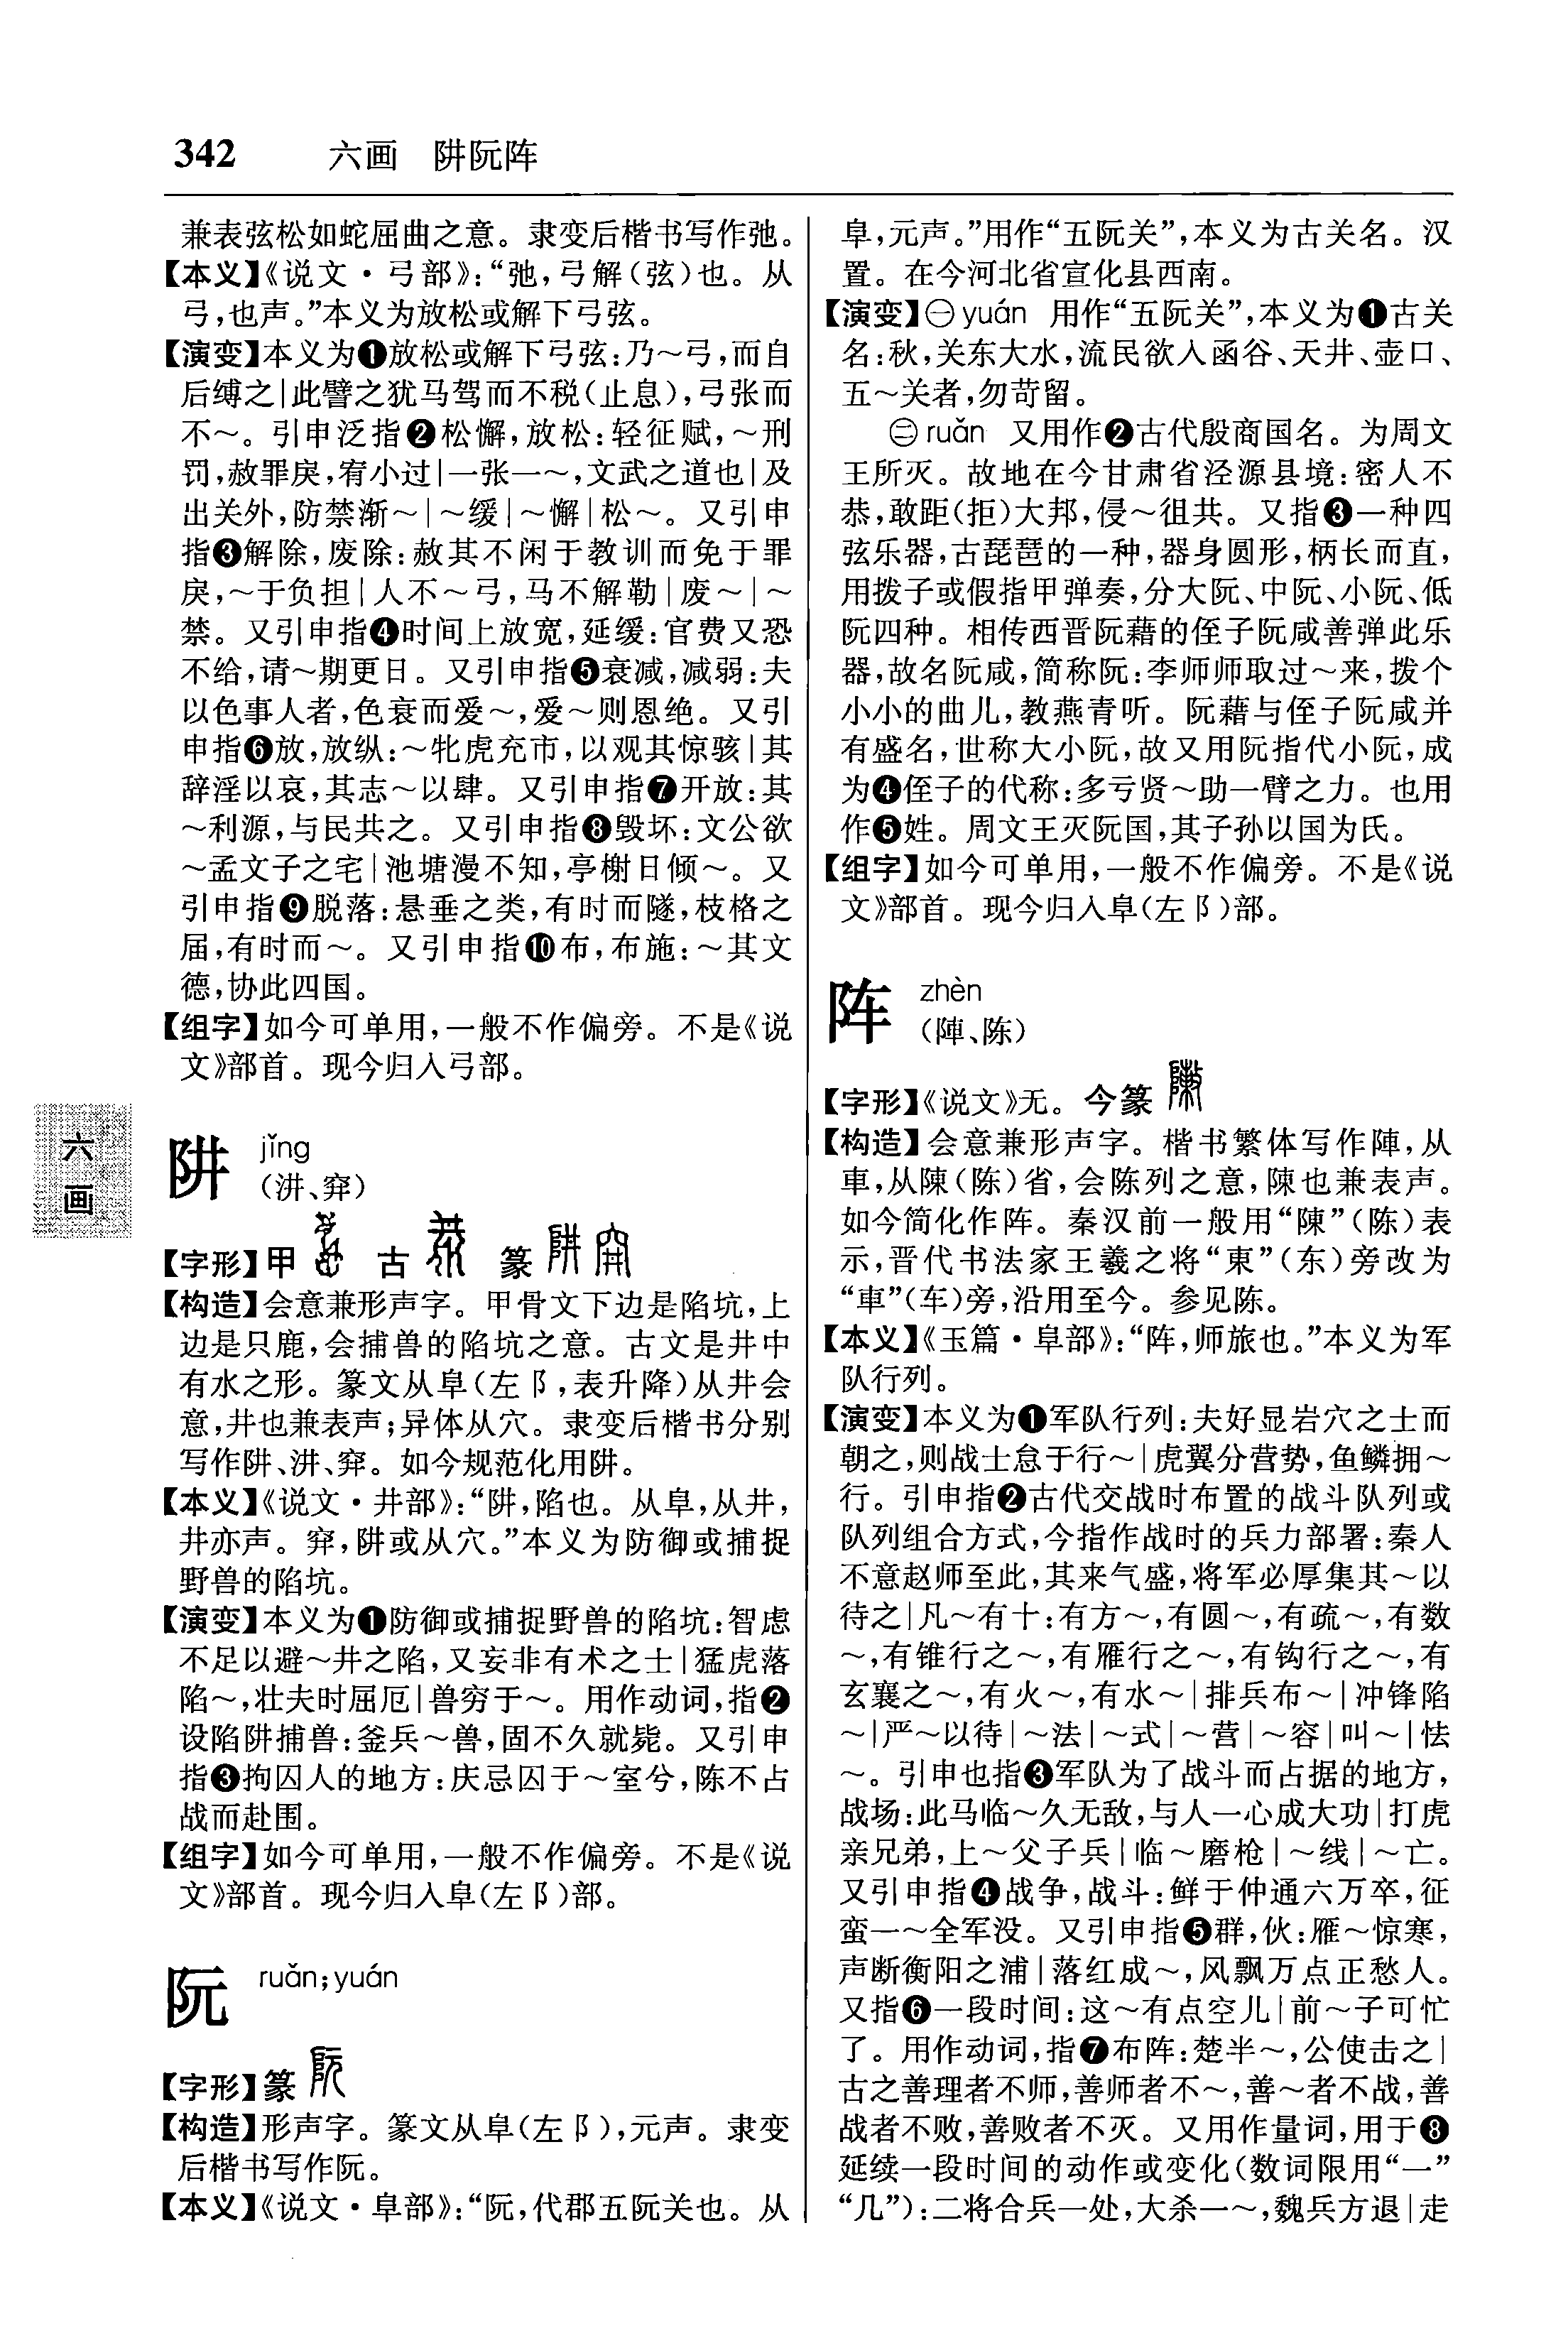 342 六画 阱阮阵
兼表弦松如蛇屈曲之意。隶变后楷书写作弛。
【本义】《说文·弓部》：“弛，弓解（弦）也。从
弓，也声。”本义为放松或解下弓弦。
【演变】本义为❶放松或解下弓弦：乃～弓，而自
后缚之|此譬之犹马驾而不税（止息），弓张而
不～。引申泛指❷松懈，放松：轻征赋，～刑
罚，赦罪戾，宥小过|一张一～，文武之道也|及
出关外，防禁渐～|～缓|～懈|松～。又引申
指❸解除，废除：赦其不闲于教训而免于罪
戾，～于负担|人不～弓，马不解勒|废～|～
禁。又引申指❹时间上放宽，延缓：官费又恐
不给，请～期更日。又引申指❺衰减，减弱：夫
以色事人者，色衰而爱～，爱～则恩绝。又引
申指❻放，放纵：～牝虎充市，以观其惊骇|其
辞淫以哀，其志～以肆。又引申指❼开放：其
～利源，与民共之。又引申指❽毁坏：文公欲
～孟文子之宅|池塘漫不知，亭榭日倾～。又
引申指❾脱落：悬垂之类，有时而隧，枝格之
届，有时而～。又引申指❿布，布施：～其文
德，协此四国。
【组字】如今可单用，一般不作偏旁。不是《说
文》部首。现今归入弓部。
六画
阱 jǐng
（汫、穽）
【字形】甲 古 篆
【构造】会意兼形声字。甲骨文下边是陷坑，上
边是只鹿，会捕兽的陷坑之意。古文是井中
有水之形。篆文从阜（左阝，表升降）从井会
意，井也兼表声；异体从穴。隶变后楷书分别
写作阱、汫、穽。如今规范化用阱。
【本义】《说文·井部》：“阱，陷也。从阜，从井，
井亦声。穽，阱或从穴。”本义为防御或捕捉
野兽的陷坑。
【演变】本义为❶防御或捕捉野兽的陷坑：智虑
不足以避～井之陷，又妄非有术之士|猛虎落
陷～，壮夫时屈厄|兽穷于～。用作动词，指❷
设陷阱捕兽：釜兵～兽，固不久就毙。又引申
指❸拘囚人的地方：庆忌囚于～室兮，陈不占
战而赴围。
【组字】如今可单用，一般不作偏旁。不是《说
文》部首。现今归入阜（左阝）部。
阮 ruǎn；yuán
【字形】篆
【构造】形声字。篆文从阜（左阝），元声。隶变
后楷书写作阮。
【本义】《说文·阜部》：“阮，代郡五阮关也。从
阜，元声。”用作“五阮关”，本义为古关名。汉
置。在今河北省宣化县西南。
【演变】㊀yuán 用作“五阮关”，本义为❶古关
名：秋，关东大水，流民欲入函谷、天井、壶口、
五～关者，勿苛留。
㊁ruǎn 又用作❷古代殷商国名。为周文
王所灭。故地在今甘肃省泾源县境：密人不
恭，敢距（拒）大邦，侵～徂共。又指❸一种四
弦乐器，古琵琶的一种，器身圆形，柄长而直，
用拨子或假指甲弹奏，分大阮、中阮、小阮、低
阮四种。相传西晋阮藉的侄子阮咸善弹此乐
器，故名阮咸，简称阮：李师师取过～来，拨个
小小的曲儿，教燕青听。阮藉与侄子阮咸并
有盛名，世称大小阮，故又用阮指代小阮，成
为❹侄子的代称：多亏贤～助一臂之力。也用
作❺姓。周文王灭阮国，其子孙以国为氏。
【组字】如今可单用，一般不作偏旁。不是《说
文》部首。现今归入阜（左阝）部。
阵 zhèn
（陣、陈）
【字形】《说文》无。今篆
【构造】会意兼形声字。楷书繁体写作陣，从
車，从陳（陈）省，会陈列之意，陳也兼表声。
如今简化作阵。秦汉前一般用“陳”（陈）表
示，晋代书法家王羲之将“東”（东）旁改为
“車”（车）旁，沿用至今。参见陈。
【本义】《玉篇·阜部》：“阵，师旅也。”本义为军
队行列。
【演变】本义为❶军队行列：夫好显岩穴之士而
朝之，则战士怠于行～|虎翼分营势，鱼鳞拥～
行。引申指❷古代交战时布置的战斗队列或
队列组合方式，今指作战时的兵力部署：秦人
不意赵师至此，其来气盛，将军必厚集其～以
待之|凡～有十：有方～，有圆～，有疏～，有数
～，有锥行之～，有雁行之～，有钩行之～，有
玄襄之～，有火～，有水～|排兵布～|冲锋陷
～|严～以待|～法|～式|～营|～容|叫～|怯
～。引申也指❸军队为了战斗而占据的地方，
战场：此马临～久无敌，与人一心成大功|打虎
亲兄弟，上～父子兵|临～磨枪|～线|～亡。
又引申指❹战争，战斗：鲜于仲通六万卒，征
蛮一～全军没。又引申指❺群，伙：雁～惊寒，
声断衡阳之浦|落红成～，风飘万点正愁人。
又指❻一段时间：这～有点空儿|前～子可忙
了。用作动词，指❼布阵：楚半～，公使击之|
古之善理者不师，善师者不～，善～者不战，善
战者不败，善败者不灭。又用作量词，用于❽
延续一段时间的动作或变化（数词限用“一”
“几”）：二将合兵一处，大杀一～，魏兵方退|走